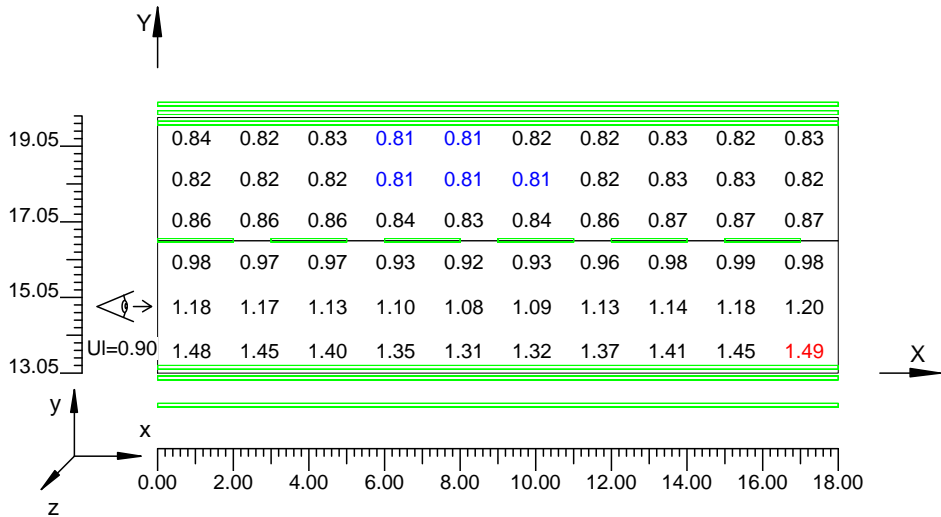 Y
19.05 0.84 0.82 0.83 0.81 0.81 0.82 0.82 0.83 0.82 0.83
0.82 0.82 0.82 0.81 0.81 0.81 0.82 0.83 0.83 0.82
17.05 0.86 0.86 0.86 0.84 0.83 0.84 0.86 0.87 0.87 0.87
0.98 0.97 0.97 0.93 0.92 0.93 0.96 0.98 0.99 0.98
15.05 1.18 1.17 1.13 1.10 1.08 1.09 1.13 1.14 1.18 1.20
Ul=0.90 1.48 1.45 1.40 1.35 1.31 1.32 1.37 1.41 1.45 1.49 X
13.05
y
x
0.00 2.00 4.00 6.00 8.00 10.00 12.00 14.00 16.00 18.00
z